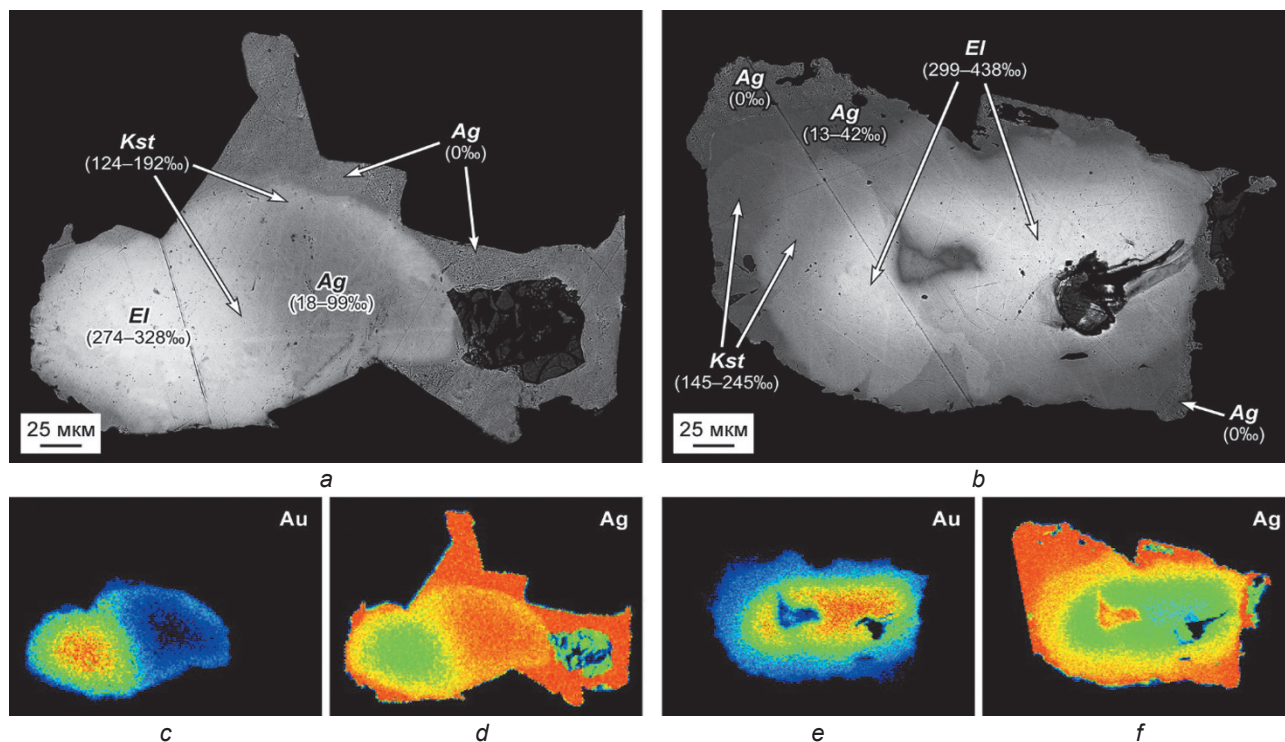 Kst
(124–192‰)
Ag
(0‰)
El
(274–328‰)
Ag
(18–99‰)
25 мкм
a
El
(299–438‰)
Ag
(0‰)
Ag
(13–42‰)
Kst
(145–245‰)
Ag
(0‰)
25 мкм
b
Au
c
Ag
d
Au
e
Ag
f